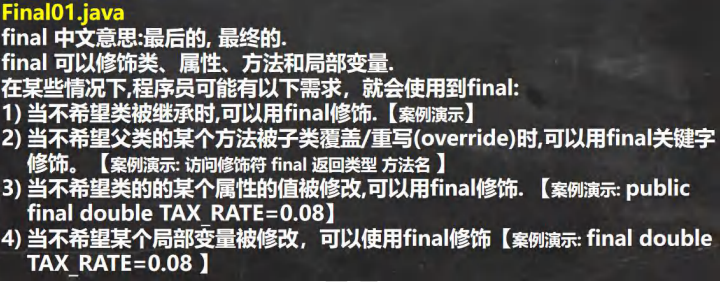 Final01.java
final 中文意思:最后的, 最终的.
final 可以修饰类、属性、方法和局部变量.
在某些情况下,程序员可能有以下需求，就会使用到final:
1) 当不希望类被继承时,可以用final修饰.【案例演示】
2) 当不希望父类的某个方法被子类覆盖/重写(override)时,可以用final关键字
修饰。【案例演示: 访问修饰符 final 返回类型 方法名 】
3) 当不希望类的的某个属性的值被修改,可以用final修饰. 【案例演示: public
final double TAX_RATE=0.08】
4) 当不希望某个局部变量被修改，可以使用final修饰【案例演示: final double
TAX_RATE=0.08 】